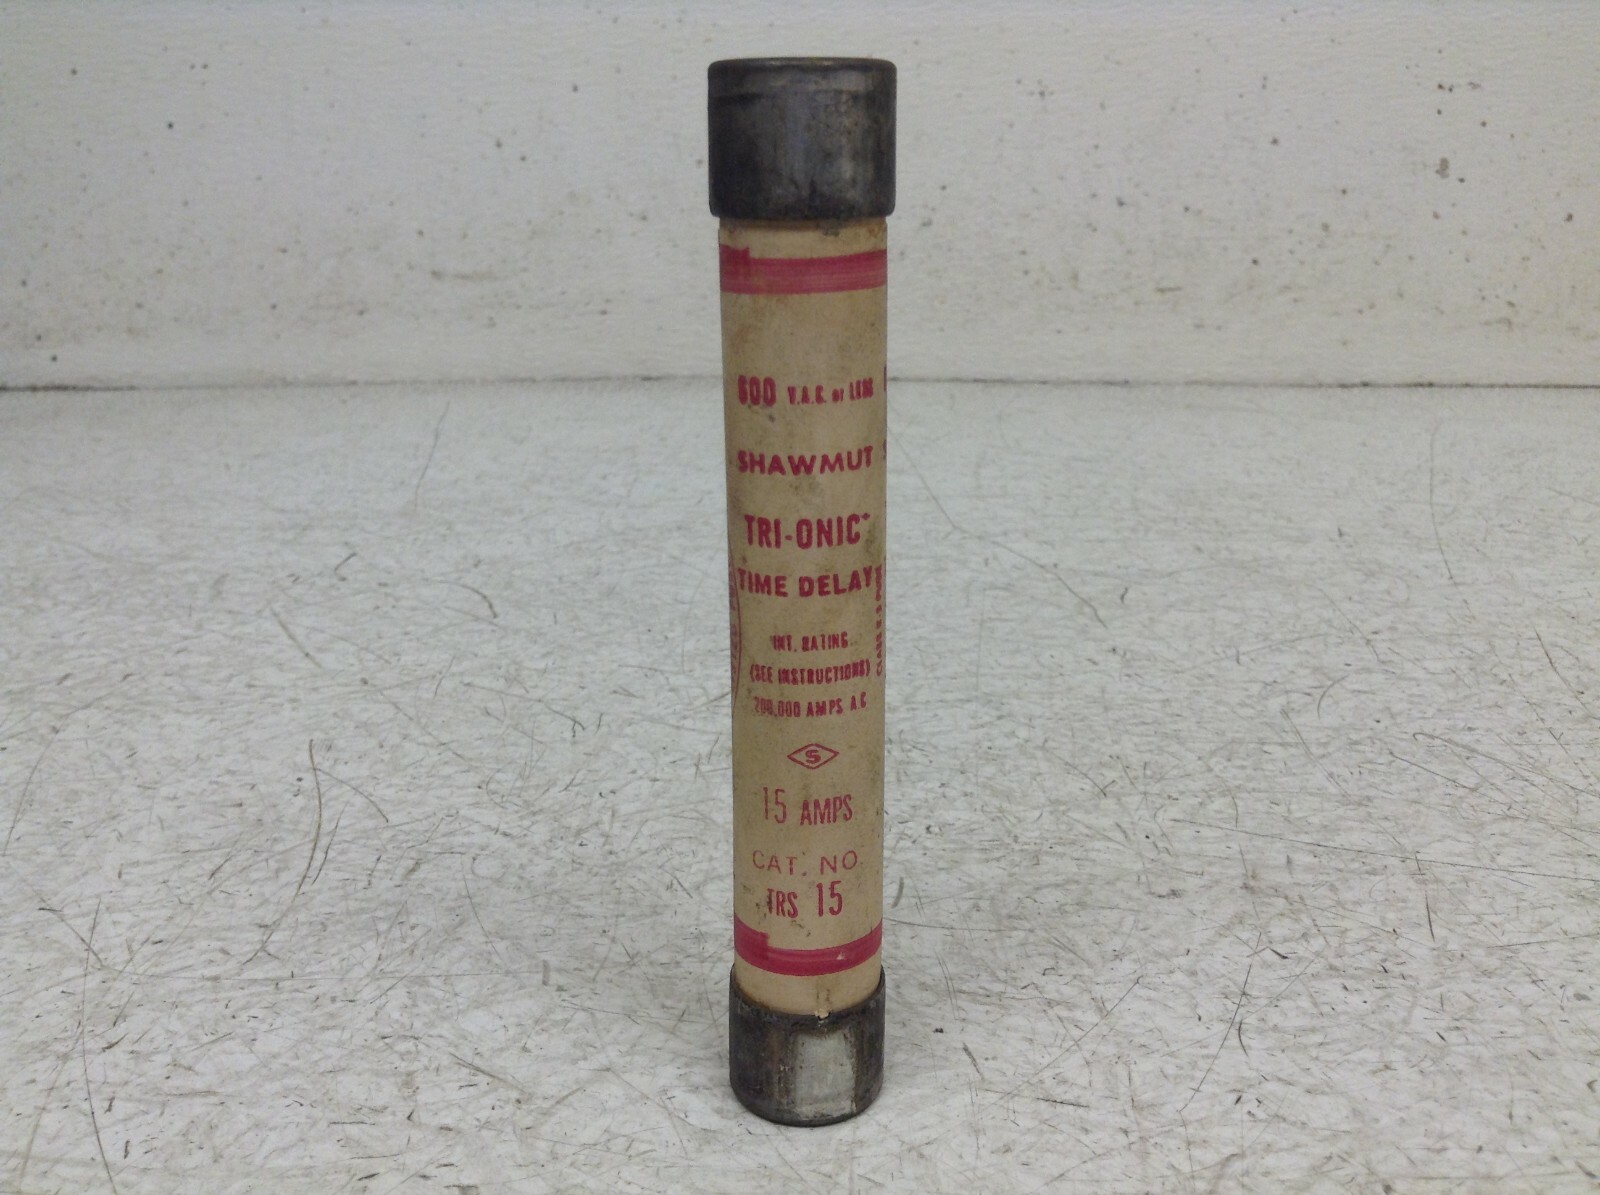 600 V.A.C. or LESS
SHAWMUT
TRI-ONIC
TIME DELAY
INT. RATING
(SEE INSTRUCTIONS)
200,000 AMPS A.C.
S
15 AMPS
CAT. NO.
TRS 15
CLASS